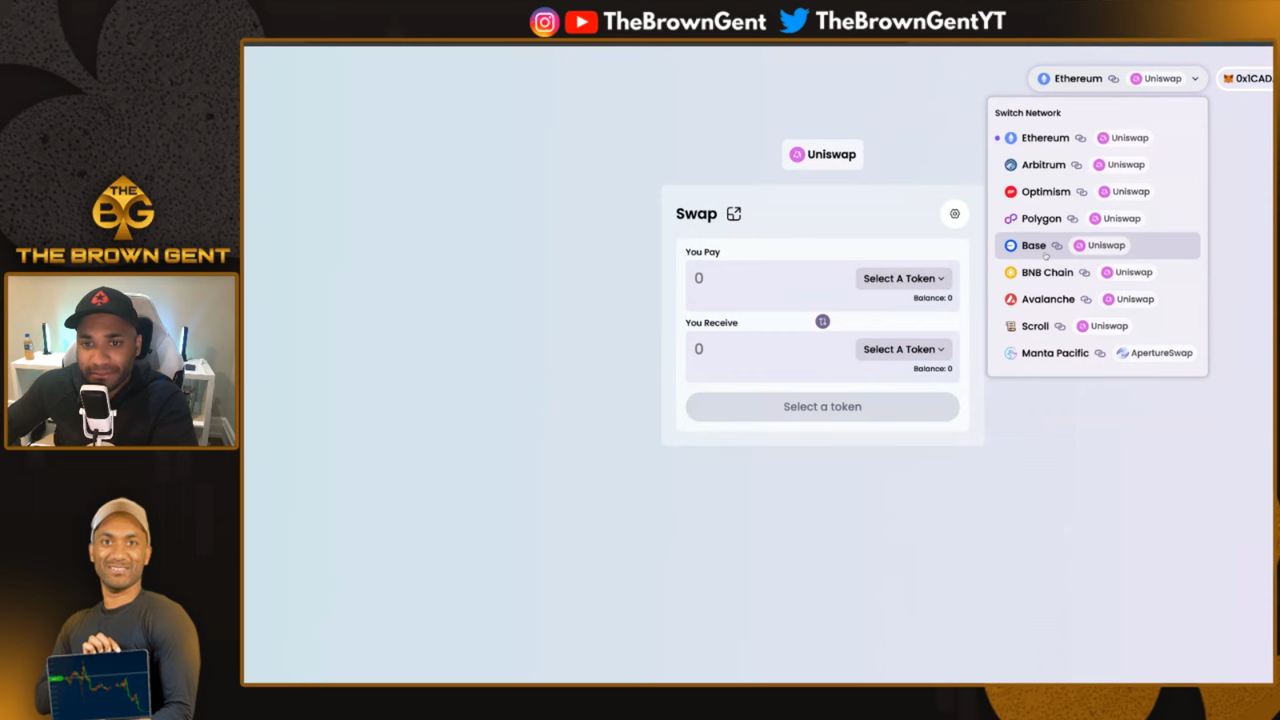 TheBrownGent TheBrownGentYT
Ethereum Uniswap 0x1CAD
Switch Network
Ethereum Uniswap
Arbitrum Uniswap
Optimism Uniswap
Polygon Uniswap
Base Uniswap
BNB Chain Uniswap
Avalanche Uniswap
Scroll Uniswap
Manta Pacific ApertureSwap
Uniswap
Swap
You Pay
0 Select A Token
Balance: 0
You Receive
0 Select A Token
Balance: 0
Select a token
THE
BG
THE BROWN GENT